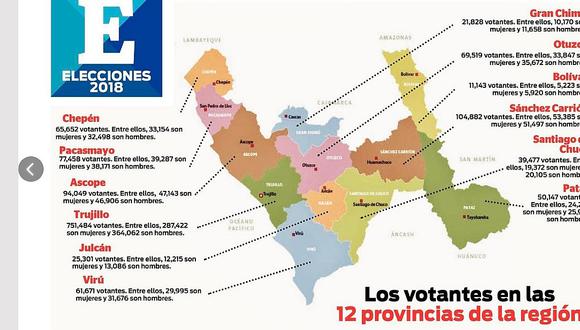 E
ELECCIONES
2018
LAMBAYEQUE
CHEPÉN
Chepén
San Pedro de Lloc
PACASMAYO
CAJAMARCA
AMAZONAS
Bolívar
BOLÍVAR
Cascas
GRAN CHIMÚ
Ascope
ASCOPE
Otuzco
OTUZCO
Huamachuco
SÁNCHEZ CARRIÓN
SAN MARTÍN
TRUJILLO
Trujillo
Julcán
JULCÁN
SANTIAGO DE CHUCO
Santiago de Chuco
PATAZ
Tayabamba
OCÉANO
PACÍFICO
Virú
VIRÚ
ÁNCASH
HUÁNUCO
Chepén
65,652 votantes. Entre ellos, 33,154 son
mujeres y 32,498 son hombres.
Pacasmayo
77,458 votantes. Entre ellos, 39,287 son
mujeres y 38,171 son hombres.
Ascope
94,049 votantes. Entre ellos, 47,143 son
mujeres y 46,906 son hombres.
Trujillo
751,484 votantes. Entre ellos, 287,422
son mujeres y 364,062 son hombres.
Julcán
25,301 votantes. Entre ellos, 12,215 son
mujeres y 13,086 son hombres.
Virú
61,671 votantes. Entre ellos, 29,995 son
mujeres y 31,676 son hombres.
Gran Chim
21,828 votantes. Entre ellos, 10,170 so
mujeres y 11,658 son hombres.
Otuzc
69,519 votantes. Entre ellos, 33,847 s
mujeres y 35,672 son hombres.
Bolíva
11,143 votantes. Entre ellos, 5,223 s
mujeres y 5,920 son hombres.
Sánchez Carrió
104,882 votantes. Entre ellos, 53,385 s
mujeres y 51,497 son hombres.
Santiago d
Chuc
39,477 votantes. Entre
ellos, 19,372 mujeres
20,105 son hombres.
Pat
50,147 votante
Entre ellos, 24,2
son mujeres y 25,9
son hombres.
Los votantes en las
12 provincias de la región